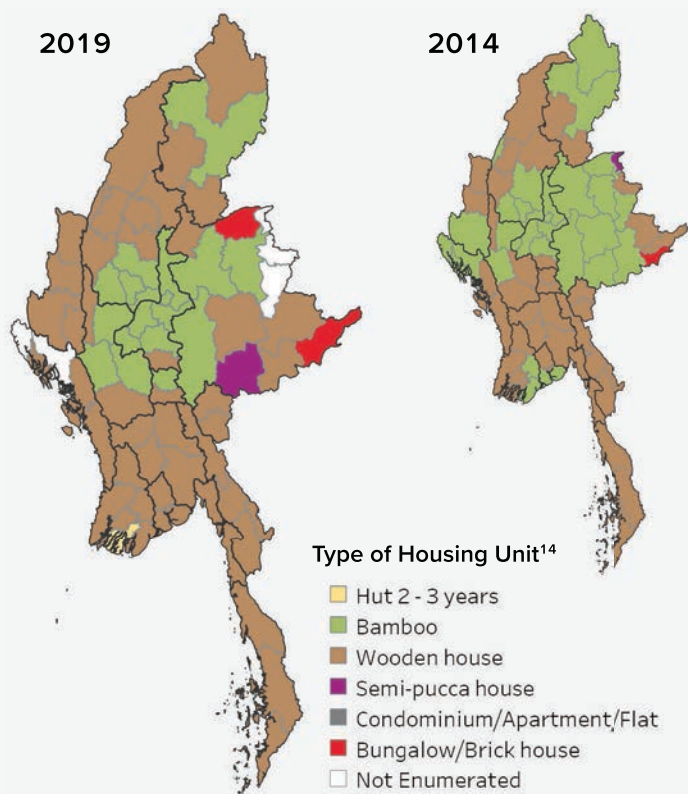 2019
2014
Type of Housing Unit¹⁴
Hut 2 - 3 years
Bamboo
Wooden house
Semi-pucca house
Condominium/Apartment/Flat
Bungalow/Brick house
Not Enumerated